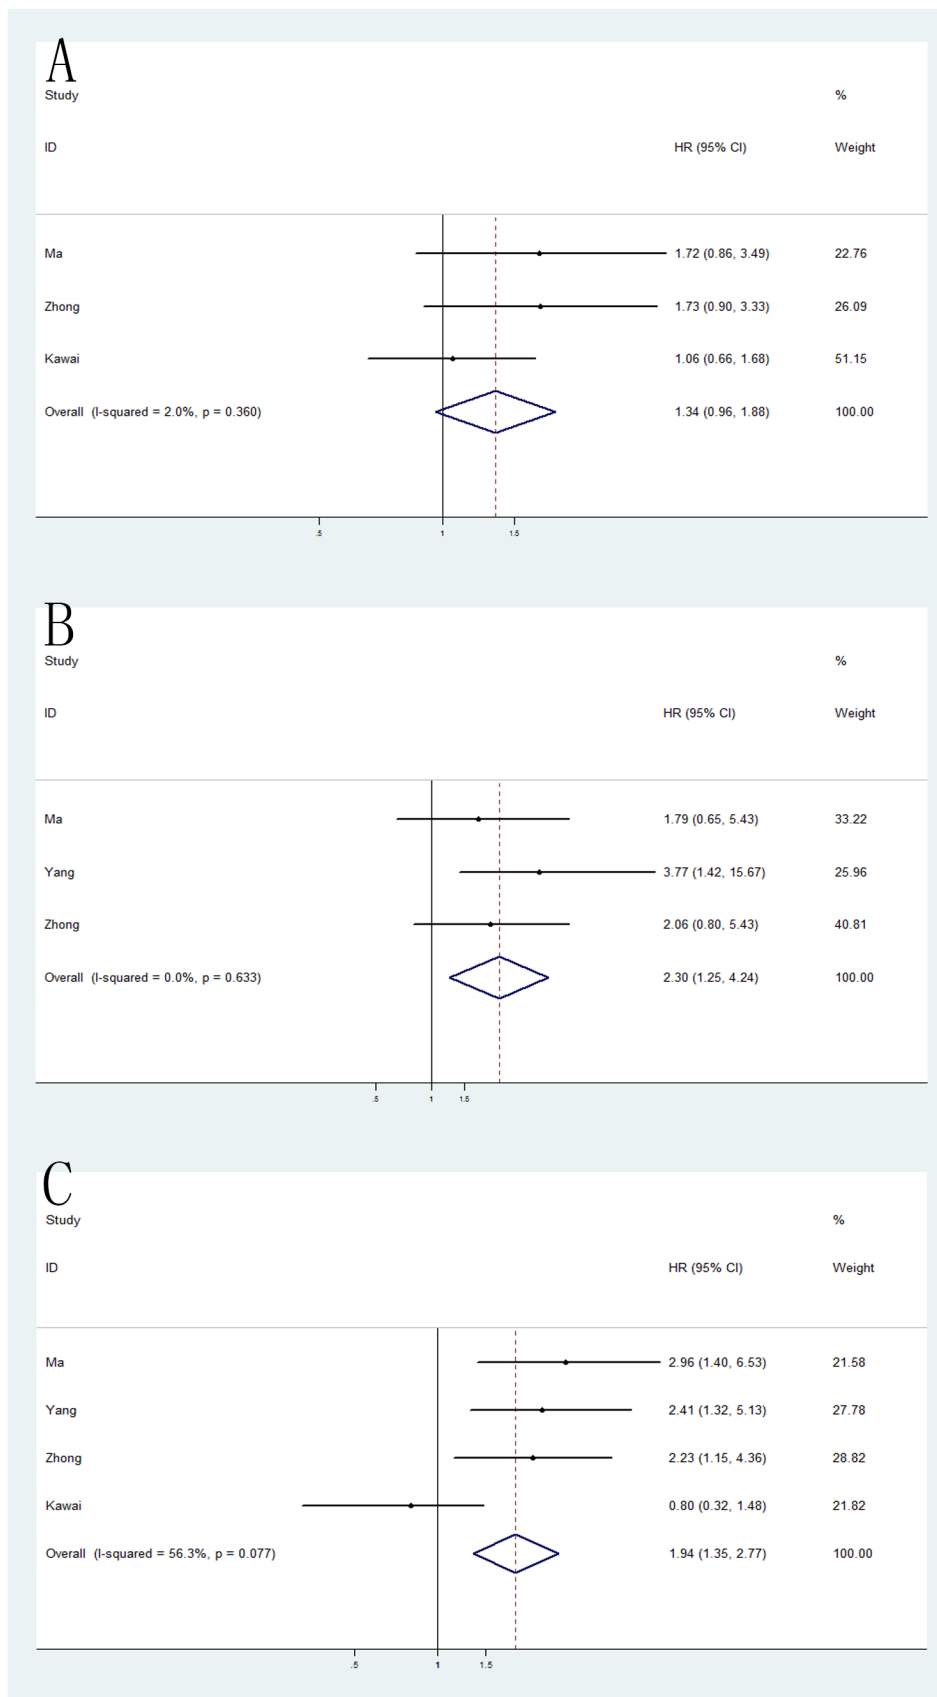 A
Study %
ID HR (95% CI) Weight
Ma 1.72 (0.86, 3.49) 22.76
Zhong 1.73 (0.90, 3.33) 26.09
Kawai 1.06 (0.66, 1.68) 51.15
Overall (I-squared = 2.0%, p = 0.360) 1.34 (0.96, 1.88) 100.00
.5 1 1.5
B
Study %
ID HR (95% CI) Weight
Ma 1.79 (0.65, 5.43) 33.22
Yang 3.77 (1.42, 15.67) 25.96
Zhong 2.06 (0.80, 5.43) 40.81
Overall (I-squared = 0.0%, p = 0.633) 2.30 (1.25, 4.24) 100.00
.5 1 1.5
C
Study %
ID HR (95% CI) Weight
Ma 2.96 (1.40, 6.53) 21.58
Yang 2.41 (1.32, 5.13) 27.78
Zhong 2.23 (1.15, 4.36) 28.82
Kawai 0.80 (0.32, 1.48) 21.82
Overall (I-squared = 56.3%, p = 0.077) 1.94 (1.35, 2.77) 100.00
.5 1 1.5